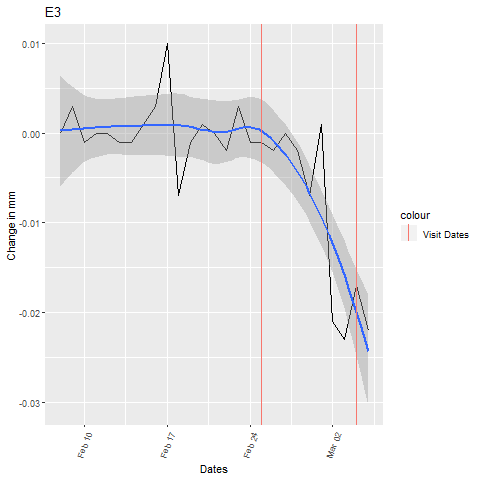 E3
0.01
0.00
-0.01
-0.02
-0.03
Change in mm
Feb 10
Feb 17
Feb 24
Mar 02
Dates
colour
Visit Dates